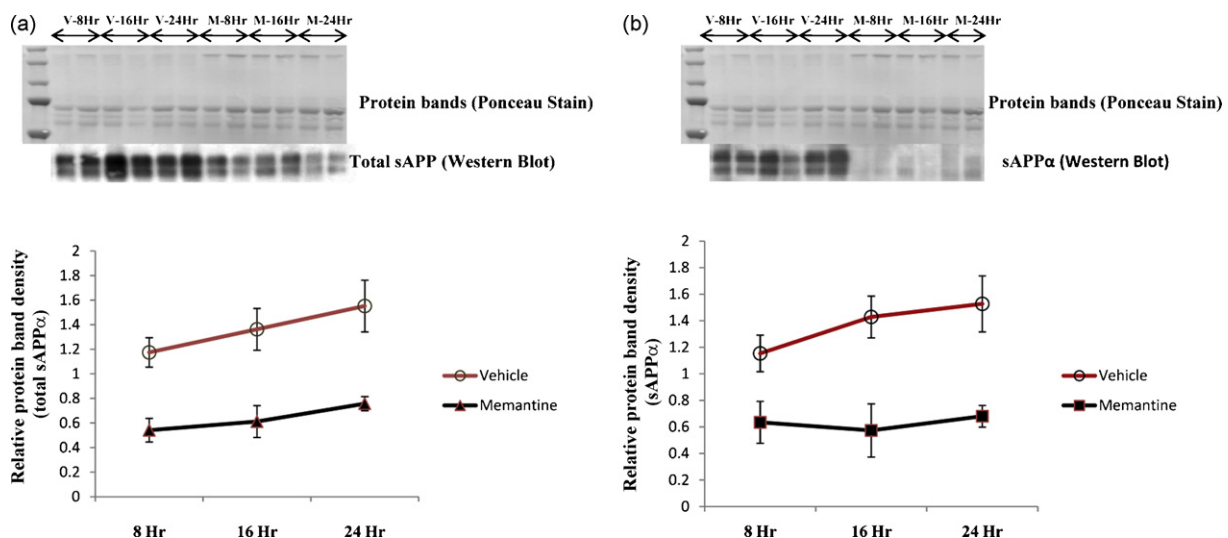 (a)
V-8Hr V-16Hr V-24Hr M-8Hr M-16Hr M-24Hr
Protein bands (Ponceau Stain)
Total sAPP (Western Blot)
Relative protein band density
(total sAPPα)
2
1.8
1.6
1.4
1.2
1
0.8
0.6
0.4
0.2
0
8 Hr 16 Hr 24 Hr
Vehicle
Memantine
(b)
V-8Hr V-16Hr V-24Hr M-8Hr M-16Hr M-24Hr
Protein bands (Ponceau Stain)
sAPPα (Western Blot)
Relative protein band density
(sAPPα)
2
1.8
1.6
1.4
1.2
1
0.8
0.6
0.4
0.2
0
8 Hr 16 Hr 24 Hr
Vehicle
Memantine